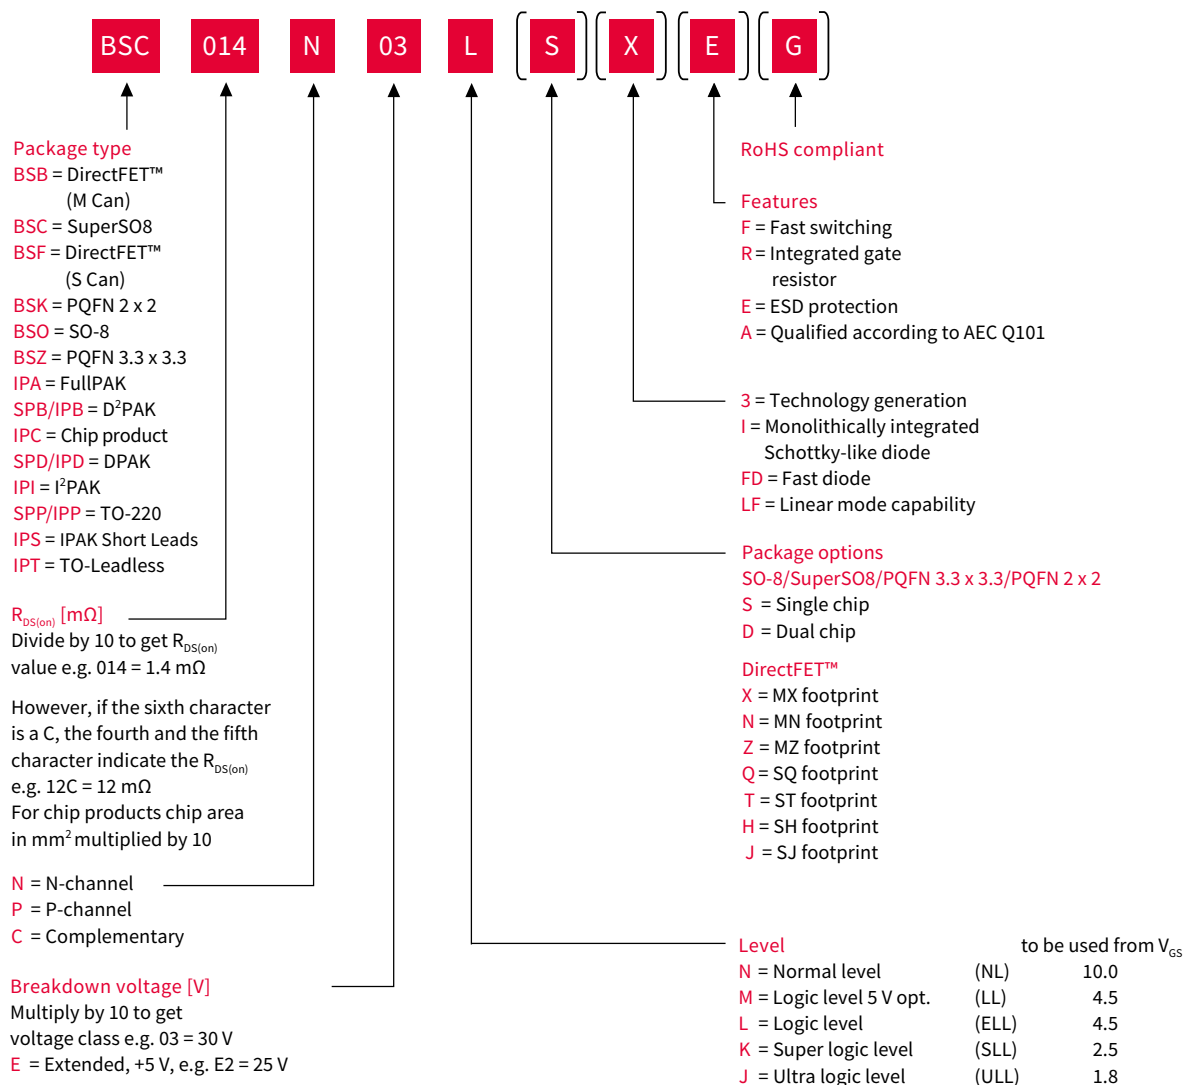 BSC 014 N 03 L S X E G
Package type
BSB = DirectFET™
(M Can)
BSC = SuperSO8
BSF = DirectFET™
(S Can)
BSK = PQFN 2 x 2
BSO = SO-8
BSZ = PQFN 3.3 x 3.3
IPA = FullPAK
SPB/IPB = D²PAK
IPC = Chip product
SPD/IPD = DPAK
IPI = I²PAK
SPP/IPP = TO-220
IPS = IPAK Short Leads
IPT = TO-Leadless
RDS(on) [mΩ]
Divide by 10 to get RDS(on)
value e.g. 014 = 1.4 mΩ
However, if the sixth character
is a C, the fourth and the fifth
character indicate the RDS(on)
e.g. 12C = 12 mΩ
For chip products chip area
in mm² multiplied by 10
N = N-channel
P = P-channel
C = Complementary
Breakdown voltage [V]
Multiply by 10 to get
voltage class e.g. 03 = 30 V
E = Extended, +5 V, e.g. E2 = 25 V
RoHS compliant
Features
F = Fast switching
R = Integrated gate
resistor
E = ESD protection
A = Qualified according to AEC Q101
3 = Technology generation
I = Monolithically integrated
Schottky-like diode
FD = Fast diode
LF = Linear mode capability
Package options
SO-8/SuperSO8/PQFN 3.3 x 3.3/PQFN 2 x 2
S = Single chip
D = Dual chip
DirectFET™
X = MX footprint
N = MN footprint
Z = MZ footprint
Q = SQ footprint
T = ST footprint
H = SH footprint
J = SJ footprint
Level to be used from VGS
N = Normal level (NL) 10.0
M = Logic level 5 V opt. (LL) 4.5
L = Logic level (ELL) 4.5
K = Super logic level (SLL) 2.5
J = Ultra logic level (ULL) 1.8